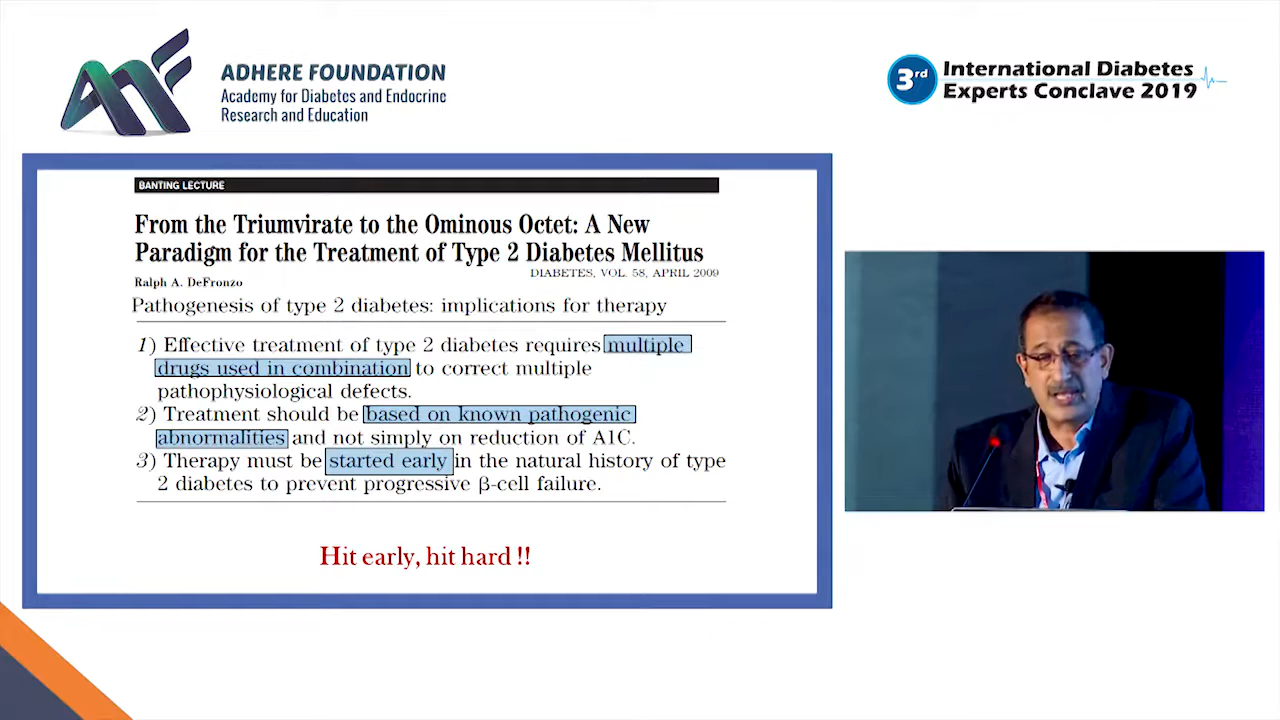 ADHERE FOUNDATION
Academy for Diabetes and Endocrine
Research and Education
3rd
International Diabetes
Experts Conclave 2019
BANTING LECTURE
From the Triumvirate to the Ominous Octet: A New
Paradigm for the Treatment of Type 2 Diabetes Mellitus
DIABETES, VOL. 58, APRIL 2009
Ralph A. DeFronzo
Pathogenesis of type 2 diabetes: implications for therapy
1) Effective treatment of type 2 diabetes requires multiple
drugs used in combination to correct multiple
pathophysiological defects.
2) Treatment should be based on known pathogenic
abnormalities and not simply on reduction of A1C.
3) Therapy must be started early in the natural history of type
2 diabetes to prevent progressive β-cell failure.
Hit early, hit hard !!